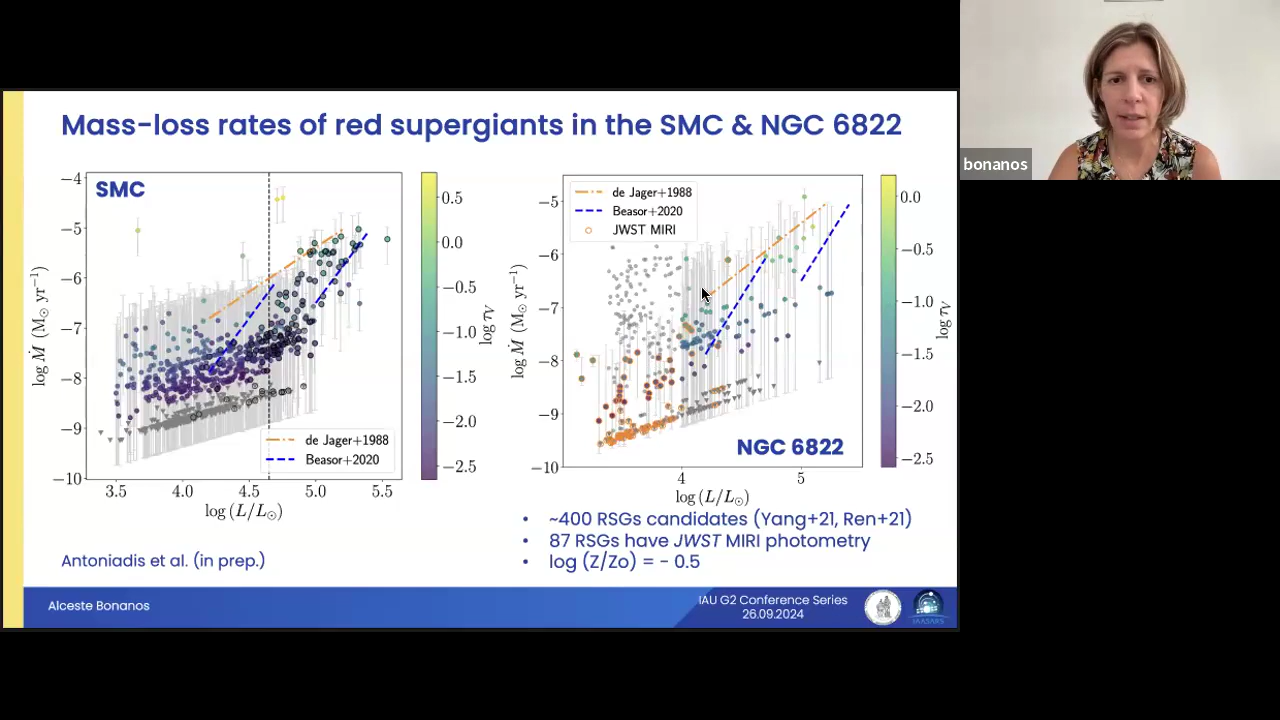 Mass-loss rates of red supergiants in the SMC & NGC 6822
bonanos
SMC
−4
−5
−6
−7
−8
−9
−10
log Ṁ (M⊙ yr−1)
3.5 4.0 4.5 5.0 5.5
log (L/L⊙)
de Jager+1988
Beasor+2020
0.5
0.0
−0.5
−1.0
−1.5
−2.0
−2.5
log τV
de Jager+1988
Beasor+2020
JWST MIRI
−5
−6
−7
−8
−9
−10
log Ṁ (M⊙ yr−1)
NGC 6822
4 5
log (L/L⊙)
0.0
−0.5
−1.0
−1.5
−2.0
−2.5
log τV
• ~400 RSGs candidates (Yang+21, Ren+21)
• 87 RSGs have JWST MIRI photometry
• log (Z/Zo) = - 0.5
Antoniadis et al. (in prep.)
Alceste Bonanos
IAU G2 Conference Series
26.09.2024
IAASARS